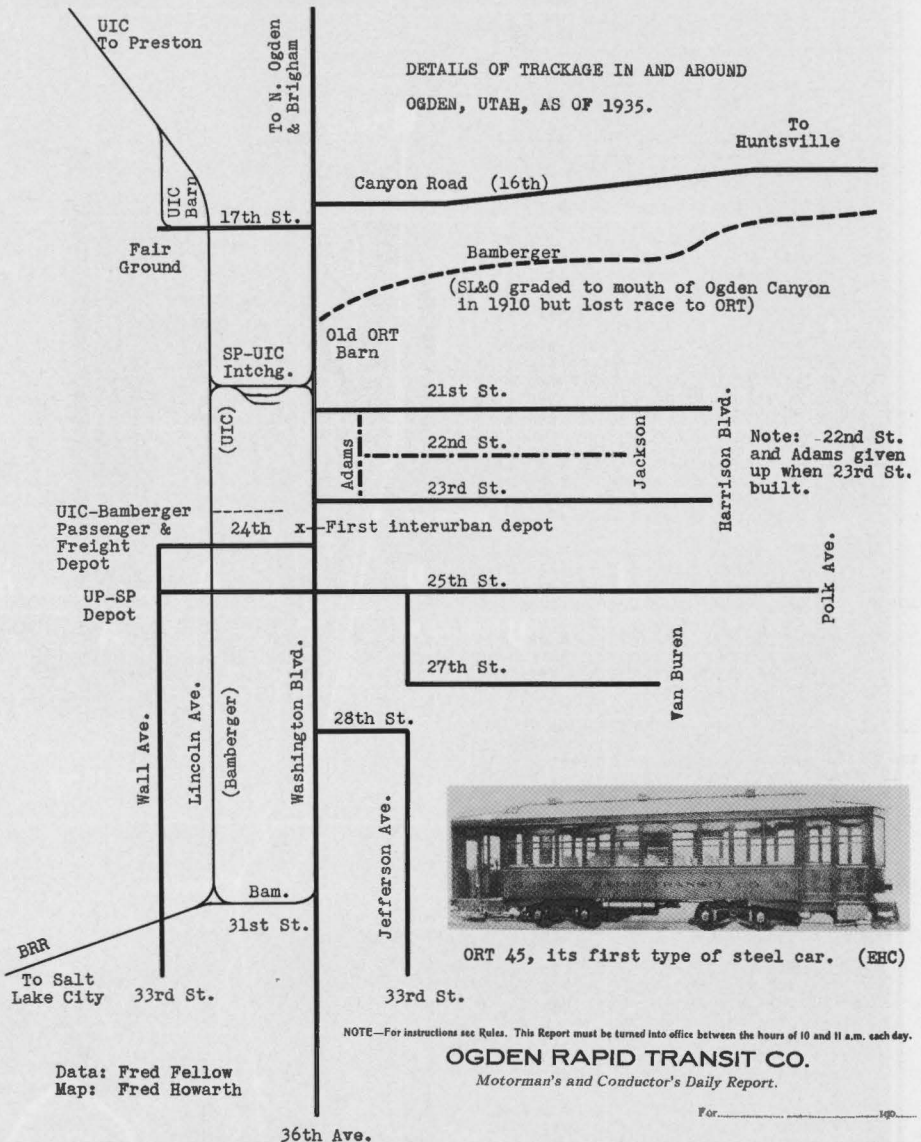 UIC
To Preston
To N. Ogden
& Brigham
DETAILS OF TRACKAGE IN AND AROUND
OGDEN, UTAH, AS OF 1935.
To
Huntsville
Canyon Road (16th)
UIC
Barn
17th St.
Fair
Ground
Bamberger
(SL&O graded to mouth of Ogden Canyon
in 1910 but lost race to ORT)
Old ORT
Barn
SP-UIC
Intchg.
21st St.
(UIC)
Adams
22nd St.
Jackson
Harrison Blvd.
Note: 22nd St.
and Adams given
up when 23rd St.
built.
23rd St.
UIC-Bamberger
Passenger &
Freight
Depot
24th
x—First interurban depot
UP-SP
Depot
25th St.
Polk Ave.
27th St.
Van Buren
28th St.
Wall Ave.
Lincoln Ave.
(Bamberger)
Washington Blvd.
Jefferson Ave.
Bam.
31st St.
BRR
To Salt
Lake City
33rd St.
33rd St.
ORT 45, its first type of steel car. (EHC)
NOTE—For instructions see Rules. This Report must be turned into office between the hours of 10 and 11 a.m. each day.
OGDEN RAPID TRANSIT CO.
Motorman's and Conductor's Daily Report.
For 190
Data: Fred Fellow
Map: Fred Howarth
36th Ave.